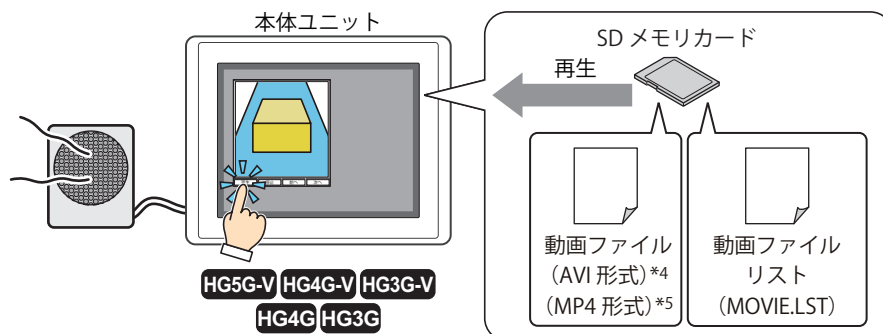 本体ユニット
SD メモリカード
再生
動画ファイル
（AVI 形式）*4
（MP4 形式）*5
動画ファイル
リスト
（MOVIE.LST）
HG5G-V HG4G-V HG3G-V
HG4G HG3G